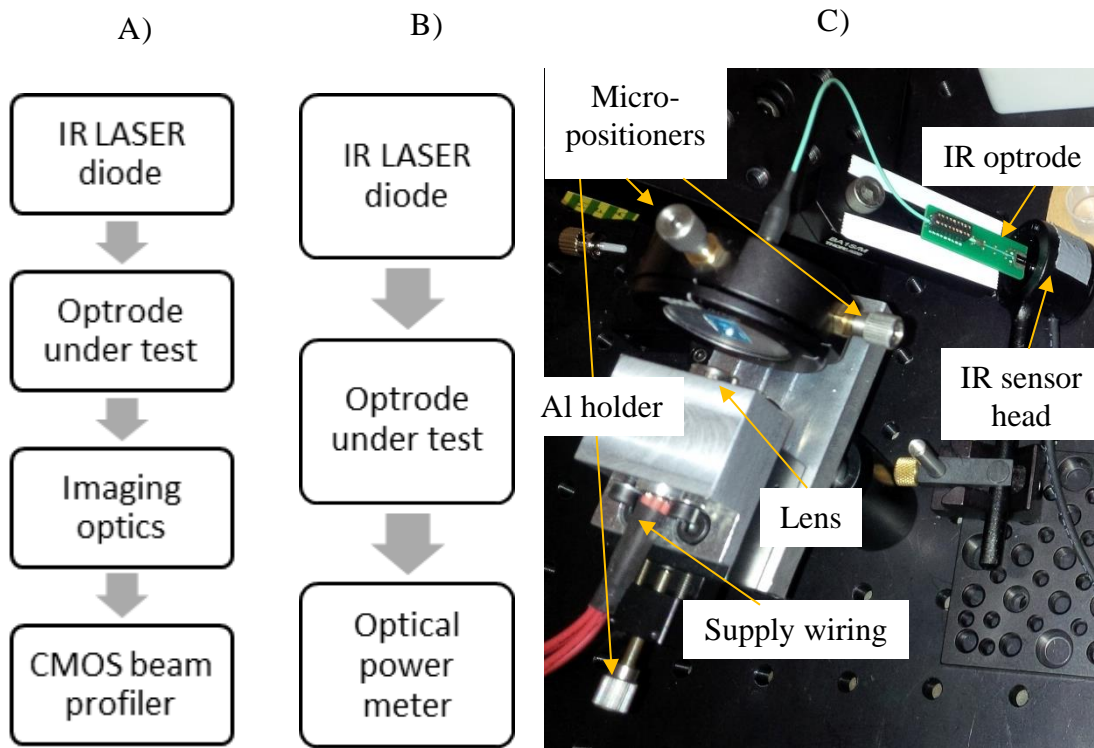 A)
B)
C)
IR LASER
diode
Optrode
under test
Imaging
optics
CMOS beam
profiler
IR LASER
diode
Optrode
under test
Optical
power
meter
Micro-
positioners
IR optrode
Al holder
IR sensor
head
Lens
Supply wiring